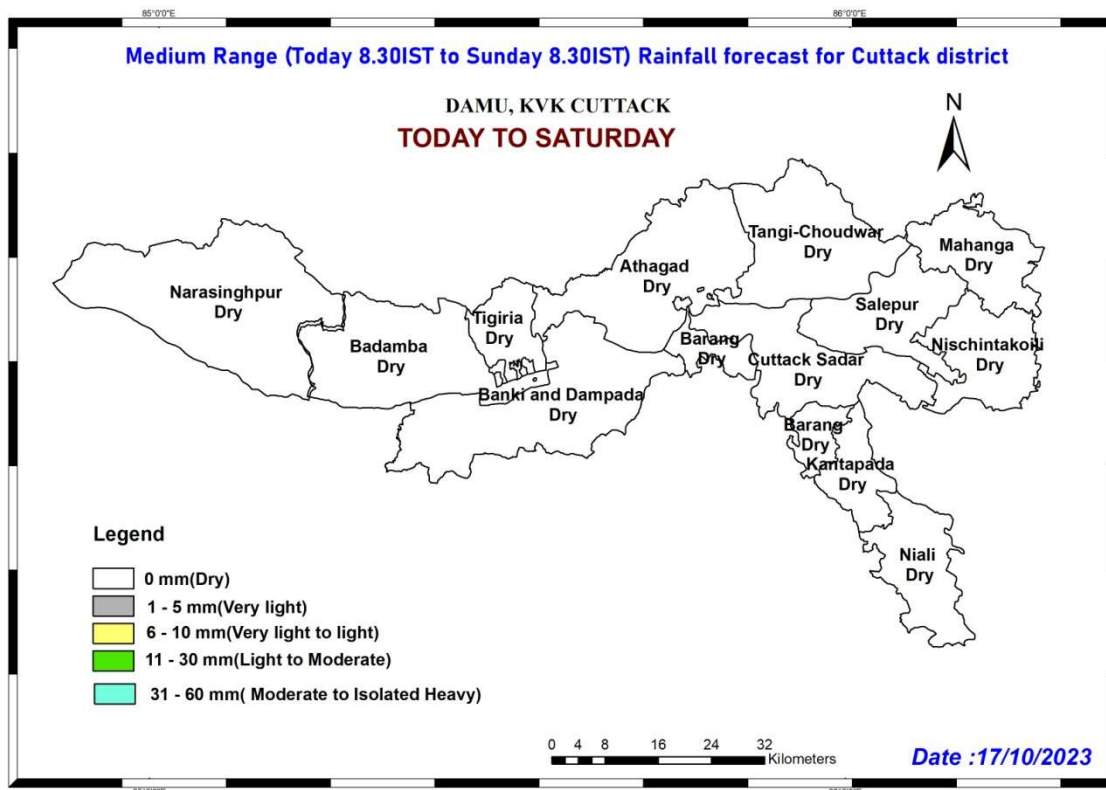 85°0'0"E
86°0'0"E
Medium Range (Today 8.30IST to Sunday 8.30IST) Rainfall forecast for Cuttack district
DAMU, KVK CUTTACK
TODAY TO SATURDAY
N
Tangi-Choudwar
Dry
Mahanga
Dry
Athagad
Dry
Narasinghpur
Dry
Salepur
Dry
Tigiria
Dry
Badamba
Dry
Barang
Dry
Cuttack Sadar
Dry
Nischintakoili
Dry
Banki and Dampada
Dry
Barang
Dry
Kantapada
Dry
Niali
Dry
Legend
0 mm(Dry)
1 - 5 mm(Very light)
6 - 10 mm(Very light to light)
11 - 30 mm(Light to Moderate)
31 - 60 mm( Moderate to Isolated Heavy)
0 4 8 16 24 32
Kilometers
Date :17/10/2023